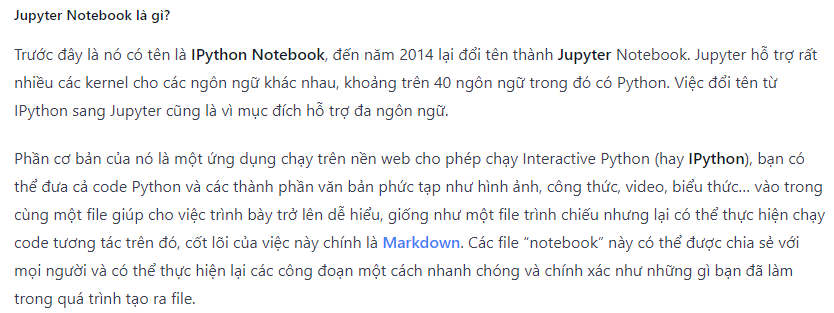 Jupyter Notebook là gì?
Trước đây là nó có tên là IPython Notebook, đến năm 2014 lại đổi tên thành Jupyter Notebook. Jupyter hỗ trợ rất
nhiều các kernel cho các ngôn ngữ khác nhau, khoảng trên 40 ngôn ngữ trong đó có Python. Việc đổi tên từ
IPython sang Jupyter cũng là vì mục đích hỗ trợ đa ngôn ngữ.
Phần cơ bản của nó là một ứng dụng chạy trên nền web cho phép chạy Interactive Python (hay IPython), bạn có
thể đưa cả code Python và các thành phần văn bản phức tạp như hình ảnh, công thức, video, biểu thức... vào trong
cùng một file giúp cho việc trình bày trở lên dễ hiểu, giống như một file trình chiếu nhưng lại có thể thực hiện chạy
code tương tác trên đó, cốt lõi của việc này chính là Markdown. Các file “notebook” này có thể được chia sẻ với
mọi người và có thể thực hiện lại các công đoạn một cách nhanh chóng và chính xác như những gì bạn đã làm
trong quá trình tạo ra file.